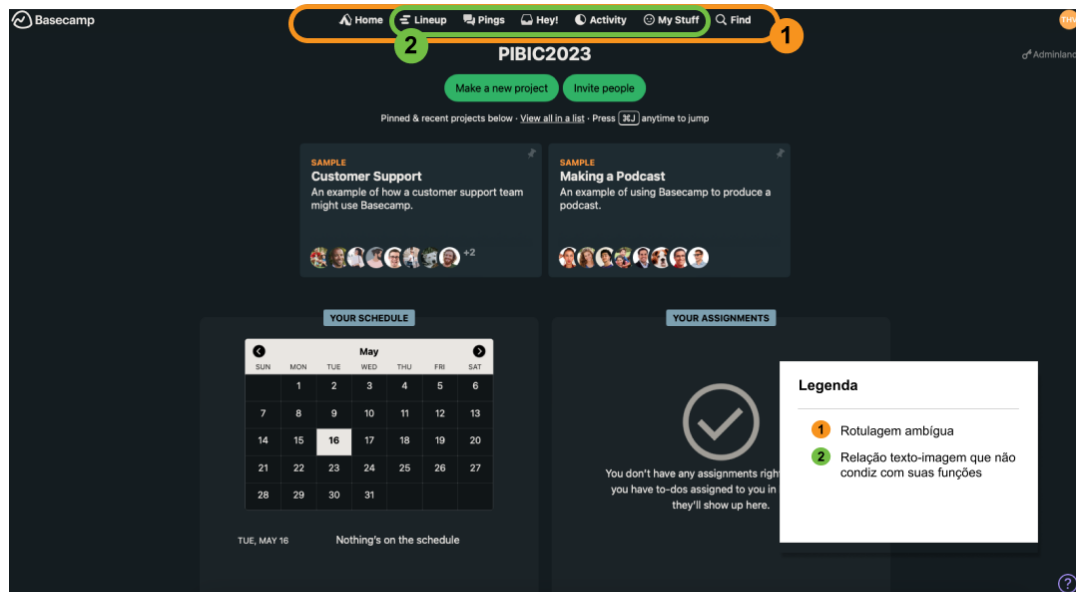 Basecamp
Home Lineup Pings Hey! Activity My Stuff Find
THV
1
2
PIBIC2023
Adminland
Make a new project Invite people
Pinned & recent projects below · View all in a list · Press ⌘J anytime to jump
SAMPLE
Customer Support
An example of how a customer support team
might use Basecamp.
+2
SAMPLE
Making a Podcast
An example of using Basecamp to produce a
podcast.
YOUR SCHEDULE
May
SUN MON TUE WED THU FRI SAT
1 2 3 4 5 6
7 8 9 10 11 12 13
14 15 16 17 18 19 20
21 22 23 24 25 26 27
28 29 30 31
TUE, MAY 16 Nothing's on the schedule
YOUR ASSIGNMENTS
You don't have any assignments righ
you have to-dos assigned to you in
they'll show up here.
Legenda
1 Rotulagem ambígua
2 Relação texto-imagem que não
condiz com suas funções
?